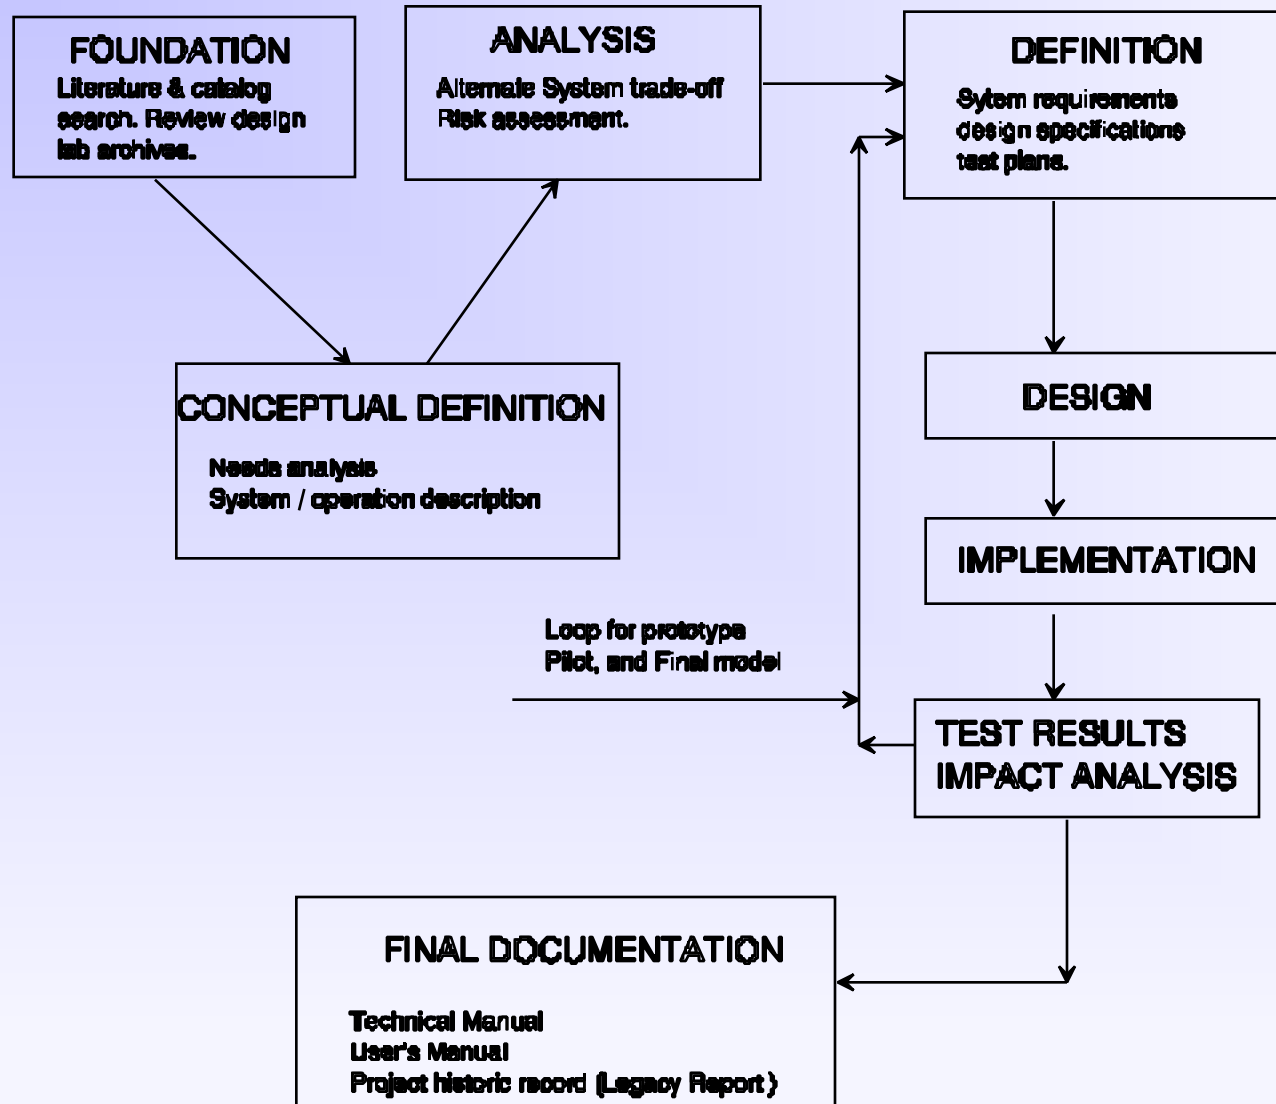 FOUNDATION
Literature & catalog
search. Review design
lab archives.
ANALYSIS
Alternate System trade-off
Risk assessment.
DEFINITION
Sytem requirements
design specifications
test plans.
CONCEPTUAL DEFINITION
Needs analysis
System / operation description
DESIGN
IMPLEMENTATION
Loop for prototype
Pilot, and Final model
TEST RESULTS
IMPACT ANALYSIS
FINAL DOCUMENTATION
Technical Manual
User's Manual
Project historic record (Legacy Report )